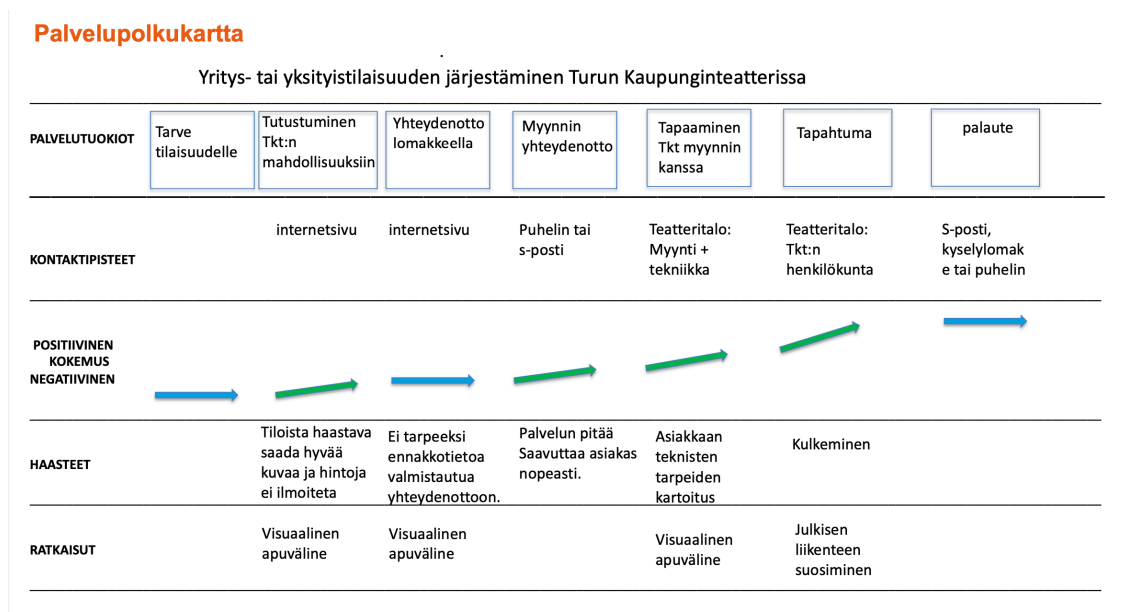 Palvelupolkukartta
Yritys- tai yksityistilaisuuden järjestäminen Turun Kaupunginteatterissa
PALVELUTUOKIOT
Tarve
tilaisuudelle
Tutustuminen
Tkt:n
mahdollisuuksiin
Yhteydenotto
lomakkeella
Myynnin
yhteydenotto
Tapaaminen
Tkt myynnin
kanssa
Tapahtuma
palaute
KONTAKTIPISTEET
internetsivu
internetsivu
Puhelin tai
s-posti
Teatteritalo:
Myynti +
tekniikka
Teatteritalo:
Tkt:n
henkilökunta
S-posti,
kyselylomak
e tai puhelin
POSITIIVINEN
KOKEMUS
NEGATIIVINEN
HAASTEET
Tiloista haastava
saada hyvää
kuvaa ja hintoja
ei ilmoiteta
Ei tarpeeksi
ennakkotietoa
valmistautua
yhteydenottoon.
Palvelun pitää
Saavuttaa asiakas
nopeasti.
Asiakkaan
teknisten
tarpeiden
kartoitus
Kulkeminen
RATKAISUT
Visuaalinen
apuväline
Visuaalinen
apuväline
Visuaalinen
apuväline
Julkisen
liikenteen
suosiminen